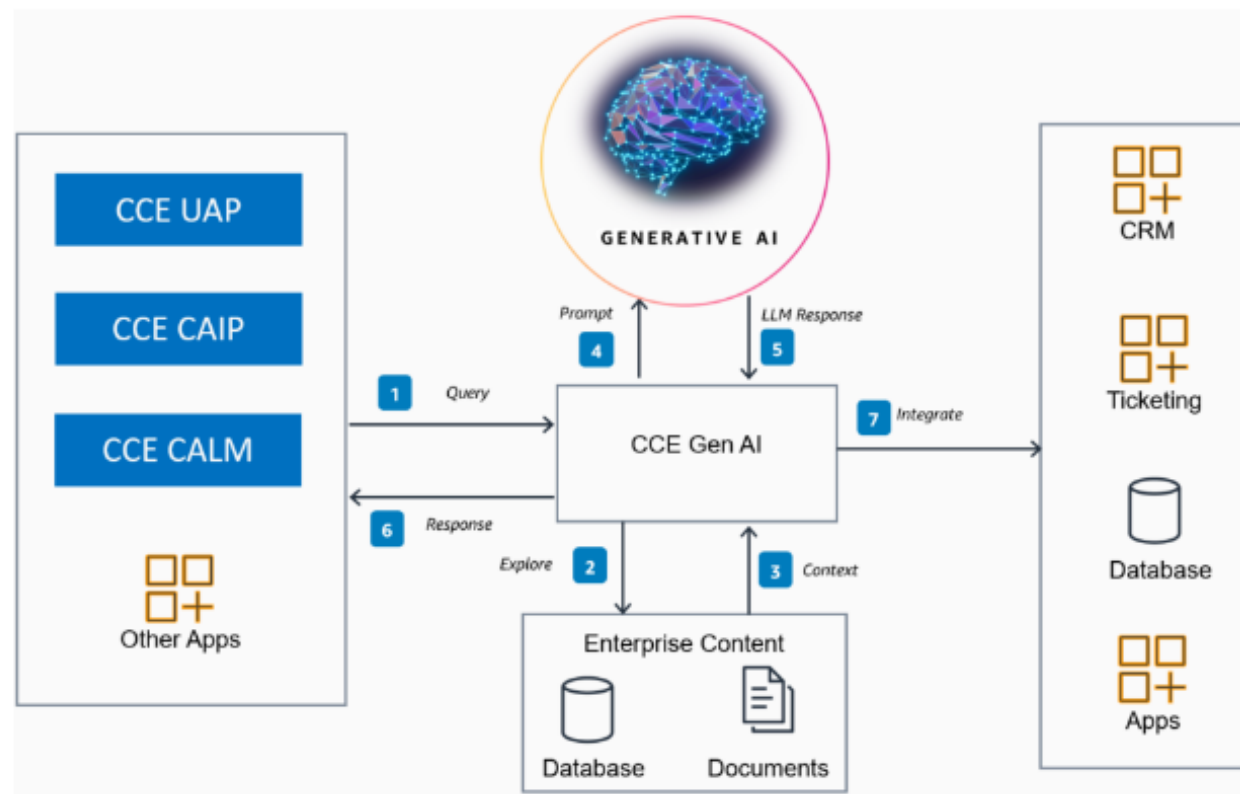 CCE UAP
CCE CAIP
CCE CALM
Other Apps
GENERATIVE AI
Prompt
4
LLM Response
5
1
Query
CCE Gen AI
7
Integrate
6
Response
Explore
2
3
Context
Enterprise Content
Database
Documents
CRM
Ticketing
Database
Apps